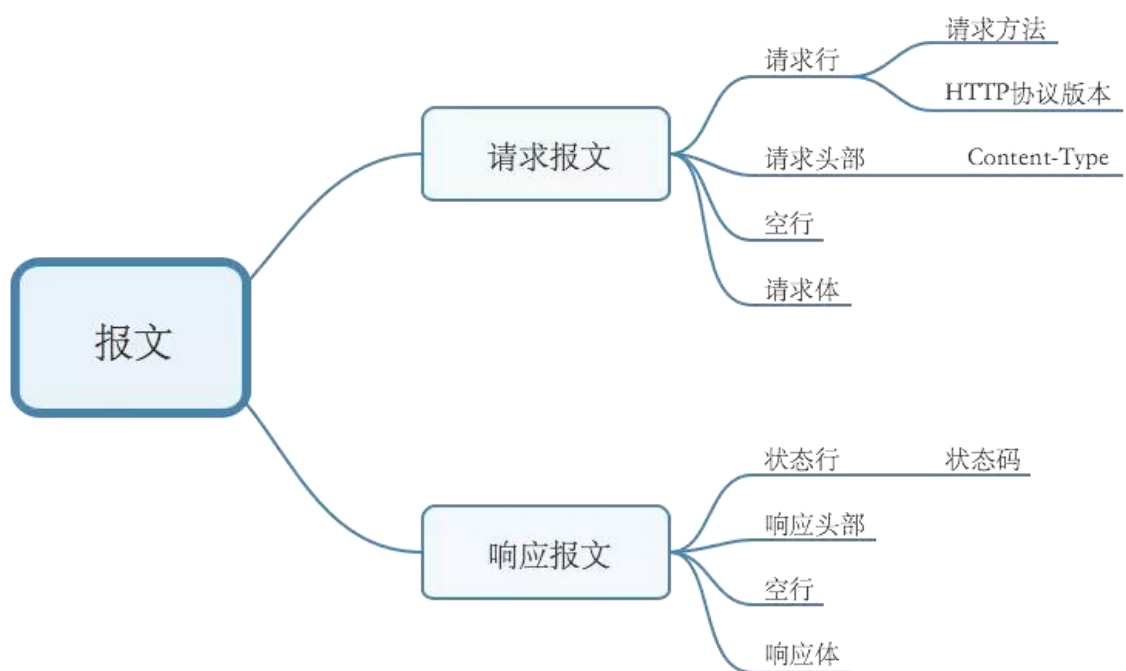 报文
请求报文
请求行
请求方法
HTTP协议版本
请求头部
Content-Type
空行
请求体
响应报文
状态行
状态码
响应头部
空行
响应体